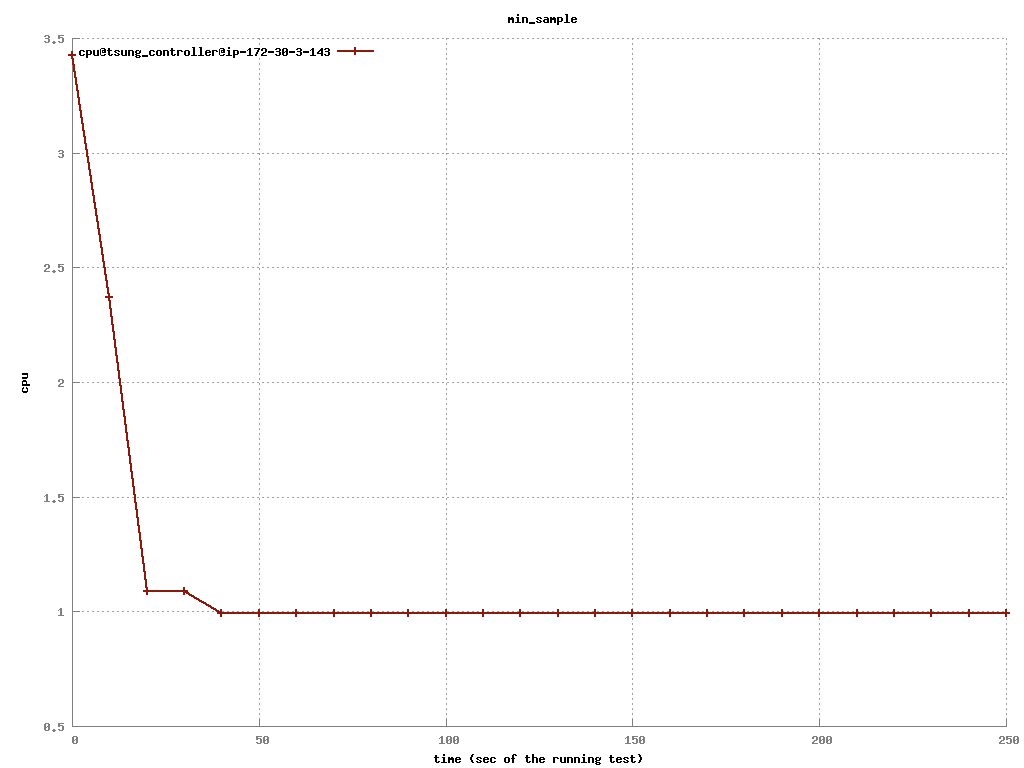 min_sample
3.5
cpu@tsung_controller@ip-172-30-3-143
3
2.5
cpu
2
1.5
1
0.5
0 50 100 150 200 250
time (sec of the running test)